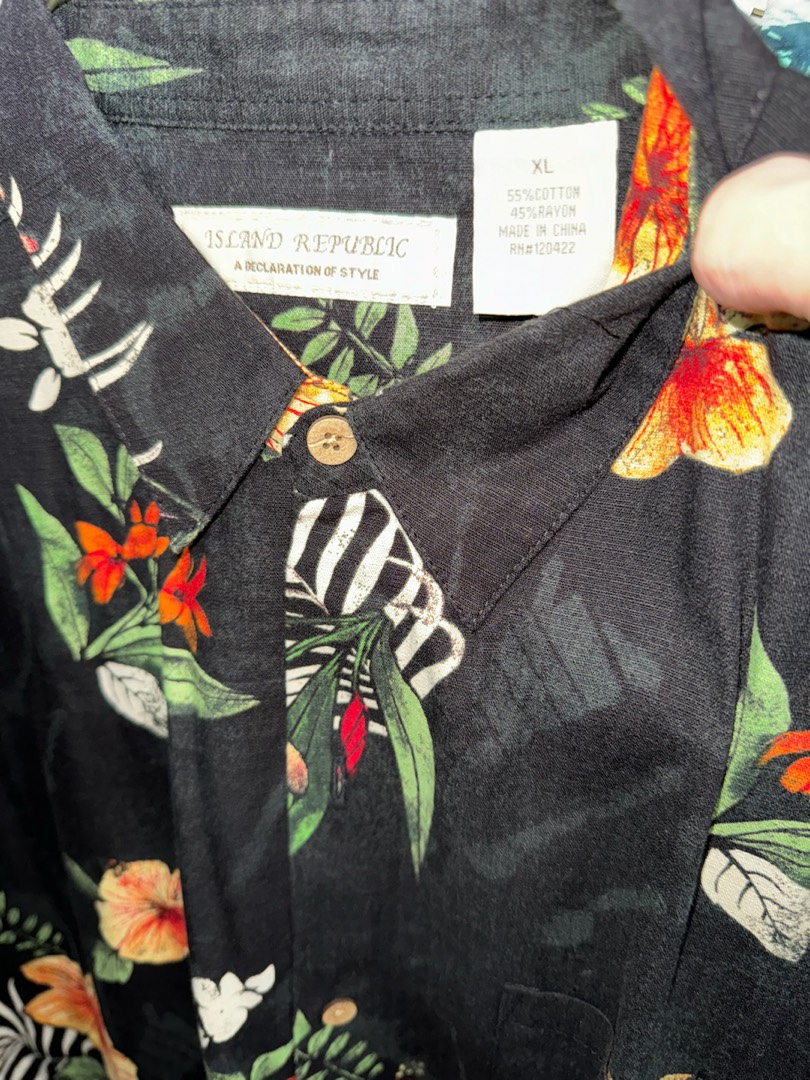 ISLAND REPUBLIC
A DECLARATION OF STYLE
XL
55%COTTON
45%RAYON
MADE IN CHINA
RN#120422